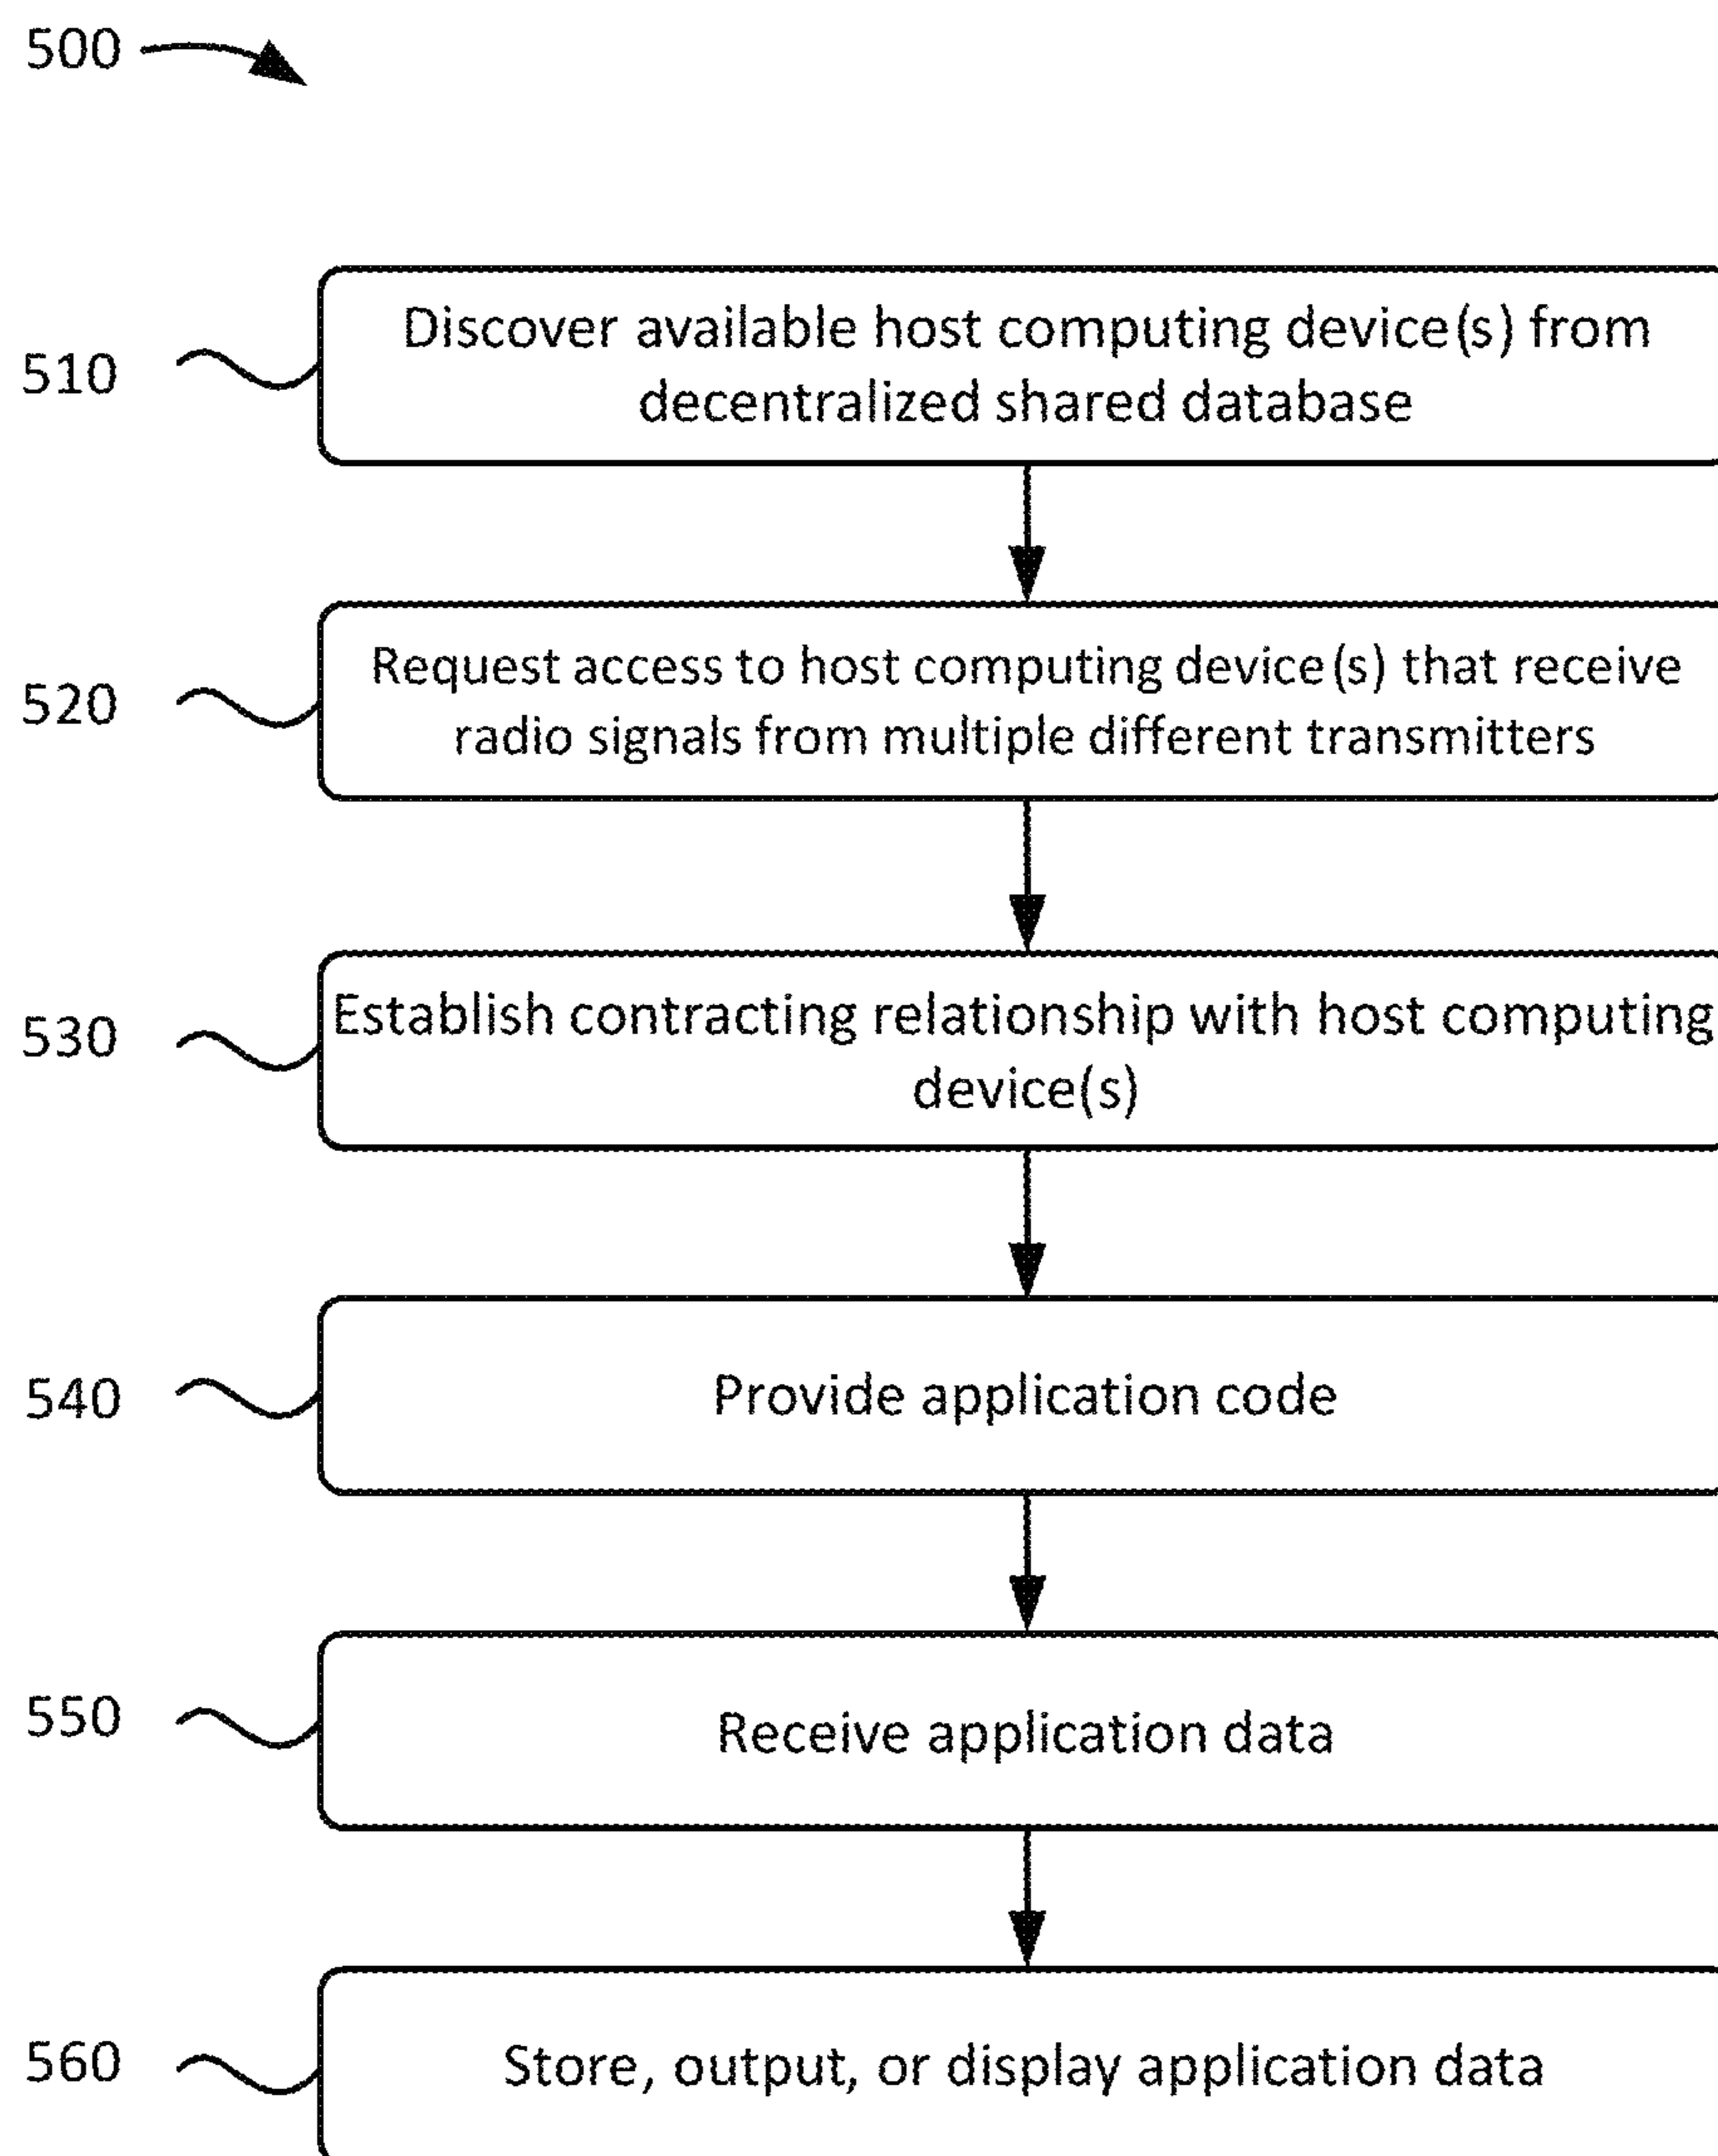 500
510
Discover available host computing device(s) from
decentralized shared database
520
Request access to host computing device(s) that receive
radio signals from multiple different transmitters
530
Establish contracting relationship with host computing
device(s)
540
Provide application code
550
Receive application data
560
Store, output, or display application data